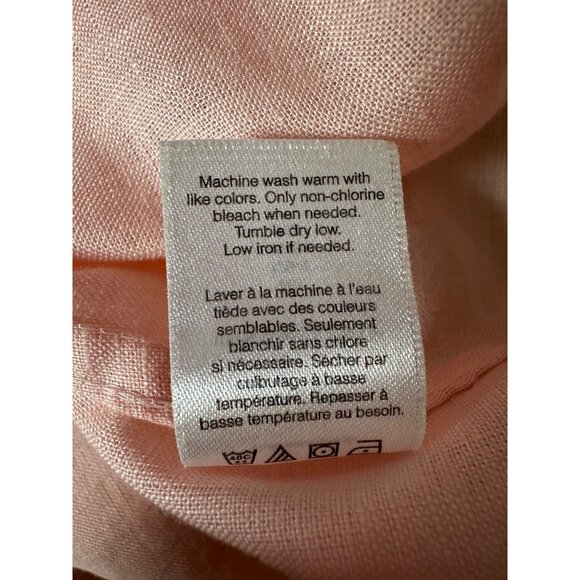 Machine wash warm with
like colors. Only non-chlorine
bleach when needed.
Tumble dry low.
Low iron if needed.
Laver à la machine à l'eau
tiède avec des couleurs
semblables. Seulement
blanchir sans chlore
si nécessaire. Sécher par
culbutage à basse
température. Repasser à
basse température au besoin.
ABC